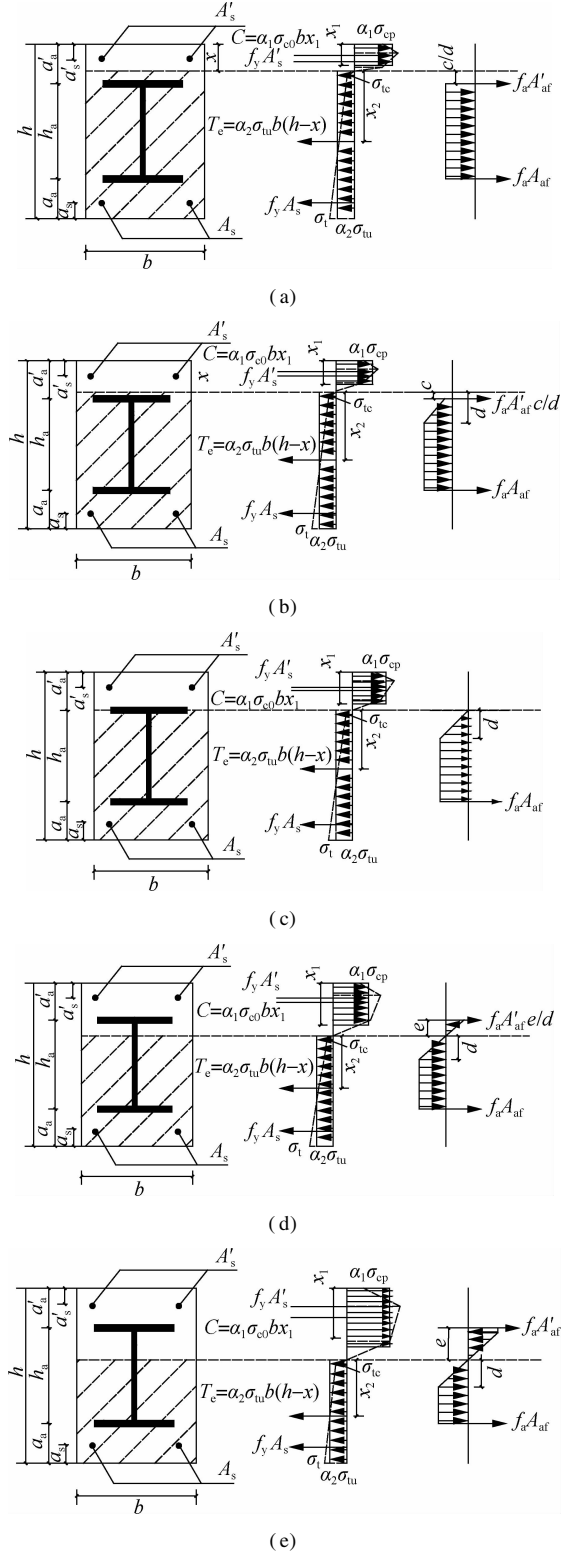 A′s
C=α1σc0bx1
x1
α1σcp
a′a
a′s
x
fyA′s
c/d
faA′af
σtc
h
ha
Te=α2σtub(h−x)
x2
aa
as
fyAs
faAaf
As
σt
α2σtu
b
(a)
A′s
C=α1σc0bx1
x1
α1σcp
a′a
a′s
x
fyA′s
c
faA′af c/d
σtc
d
h
ha
Te=α2σtub(h−x)
x2
aa
as
fyAs
faAaf
As
σt
α2σtu
b
(b)
A′s
fyA′s
x1
α1σcp
a′a
a′s
C=α1σc0bx1
σtc
d
h
ha
Te=α2σtub(h−x)
x2
faAaf
aa
as
fyAs
As
σt
α2σtu
b
(c)
A′s
fyA′s
x1
α1σcp
a′a
a′s
C=α1σc0bx1
e
faA′af e/d
σtc
d
h
ha
Te=α2σtub(h−x)
x2
faAaf
aa
as
fyAs
As
σt
α2σtu
b
(d)
A′s
x1
α1σcp
a′a
a′s
fyA′s
C=α1σc0bx1
e
faA′af
h
ha
σtc
d
Te=α2σtub(h−x)
x2
faAaf
aa
as
fyAs
As
σt
α2σtu
b
(e)